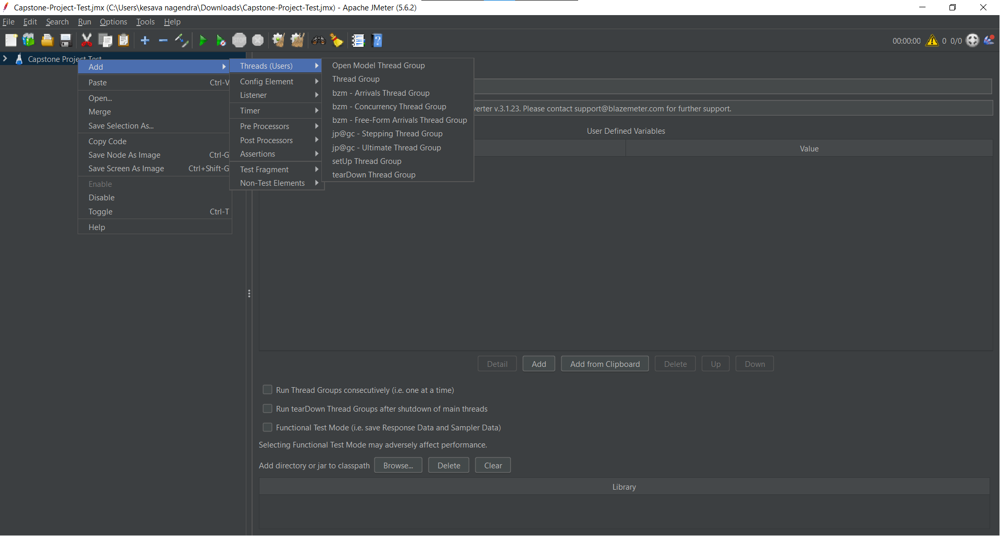 Capstone-Project-Test.jmx (C:\Users\kesava nagendra\Downloads\Capstone-Project-Test.jmx) - Apache JMeter (5.6.2)
File Edit Search Run Options Tools Help
STOP
00:00:00 0 0/0
Capstone Project Test
Add
Paste Ctrl-V
Open...
Merge
Save Selection As...
Copy Code
Save Node As Image Ctrl-G
Save Screen As Image Ctrl+Shift-G
Enable
Disable
Toggle Ctrl-T
Help
Threads (Users)
Config Element
Listener
Timer
Pre Processors
Post Processors
Assertions
Test Fragment
Non-Test Elements
Open Model Thread Group
Thread Group
bzm - Arrivals Thread Group
bzm - Concurrency Thread Group
bzm - Free-Form Arrivals Thread Group
jp@gc - Stepping Thread Group
jp@gc - Ultimate Thread Group
setUp Thread Group
tearDown Thread Group
verter v.3.1.23. Please contact support@blazemeter.com for further support.
User Defined Variables
Value
Detail Add Add from Clipboard Delete Up Down
Run Thread Groups consecutively (i.e. one at a time)
Run tearDown Thread Groups after shutdown of main threads
Functional Test Mode (i.e. save Response Data and Sampler Data)
Selecting Functional Test Mode may adversely affect performance.
Add directory or jar to classpath Browse... Delete Clear
Library